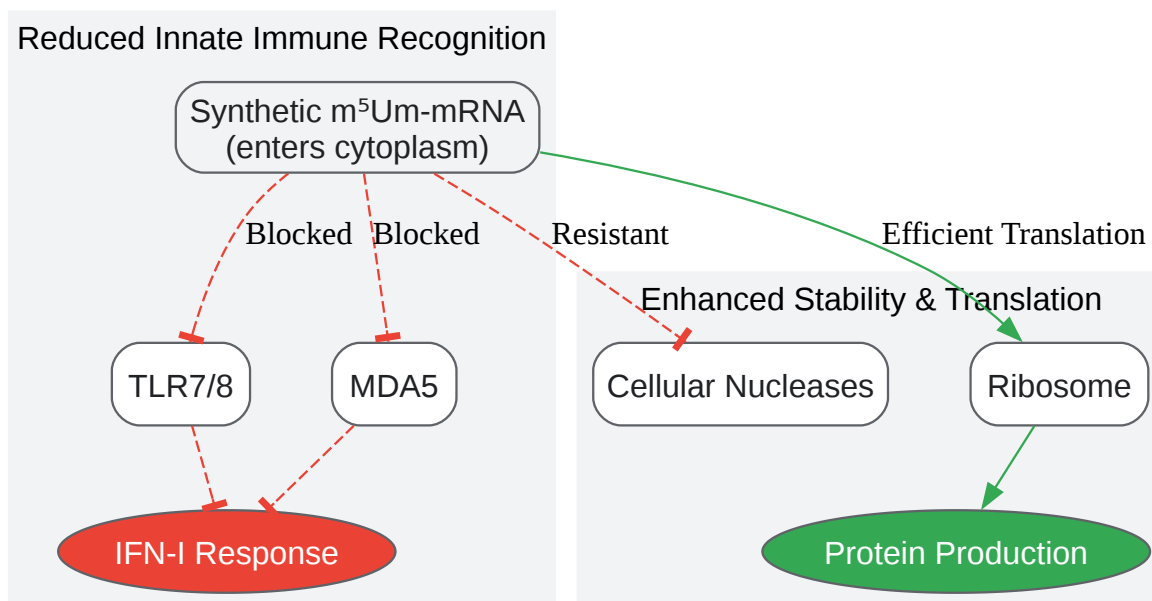 Reduced Innate Immune Recognition
Synthetic m⁵Um-mRNA
(enters cytoplasm)
Blocked
Blocked
Resistant
Efficient Translation
Enhanced Stability & Translation
TLR7/8
MDA5
Cellular Nucleases
Ribosome
IFN-I Response
Protein Production